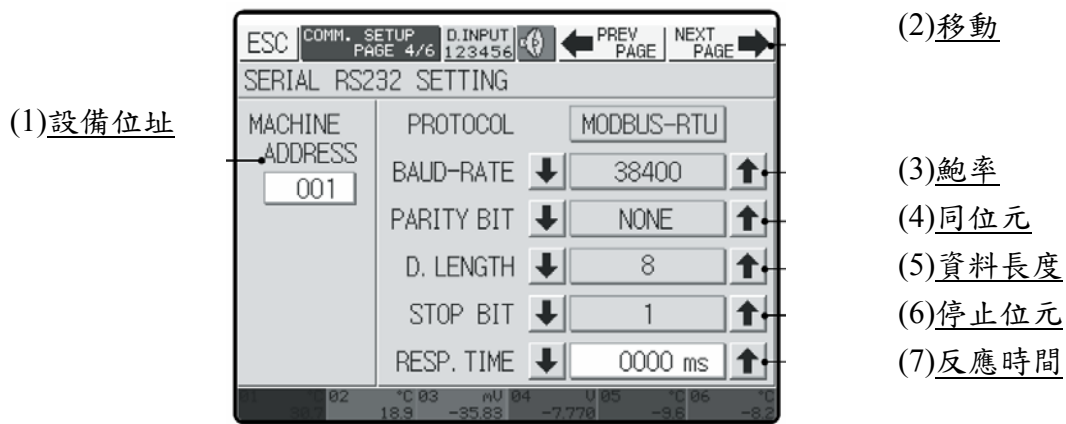 (2)移動
ESC COMM. SETUP PAGE 4/6 D.INPUT 123456 PREV PAGE NEXT PAGE
SERIAL RS232 SETTING
(1)設備位址
MACHINE ADDRESS
001
PROTOCOL MODBUS-RTU
BAUD-RATE 38400
(3)鮑率
PARITY BIT NONE
(4)同位元
D. LENGTH 8
(5)資料長度
STOP BIT 1
(6)停止位元
RESP. TIME 0000 ms
(7)反應時間
01 °C 02 °C 03 mV 04 V 05 °C 06 °C
30.7 18.9 -35.83 -7.770 -9.6 -8.2